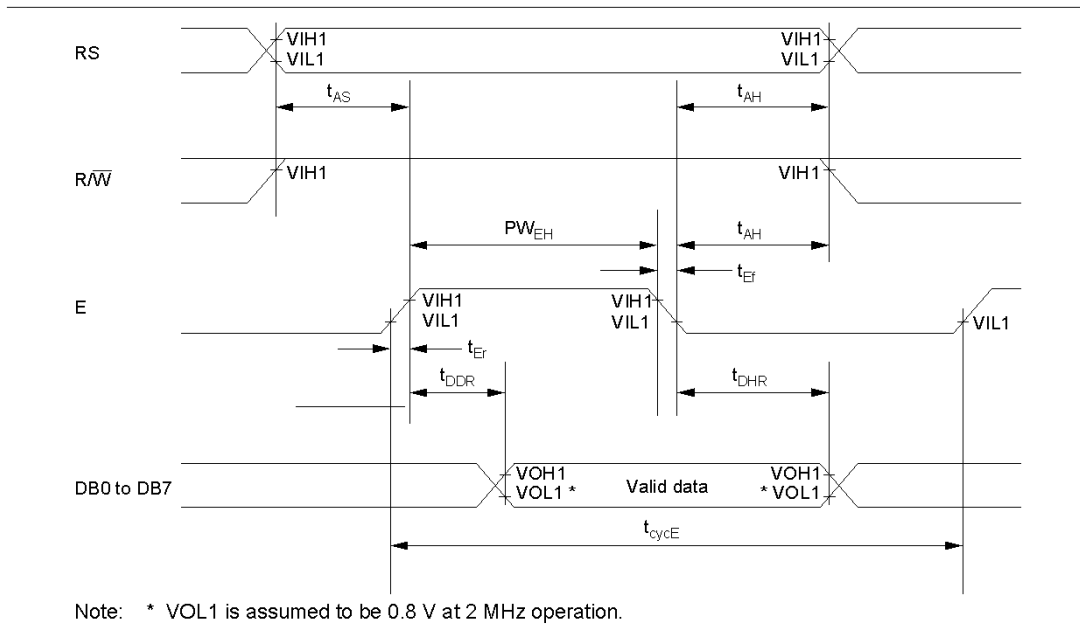 RS
VIH1
VIL1
VIH1
VIL1
tAS
tAH
R/W̅
VIH1
VIH1
PWEH
tAH
tEf
E
VIH1
VIL1
VIH1
VIL1
VIL1
tEr
tDDR
tDHR
DB0 to DB7
VOH1
VOL1 *
Valid data
VOH1
* VOL1
tcycE
Note: * VOL1 is assumed to be 0.8 V at 2 MHz operation.